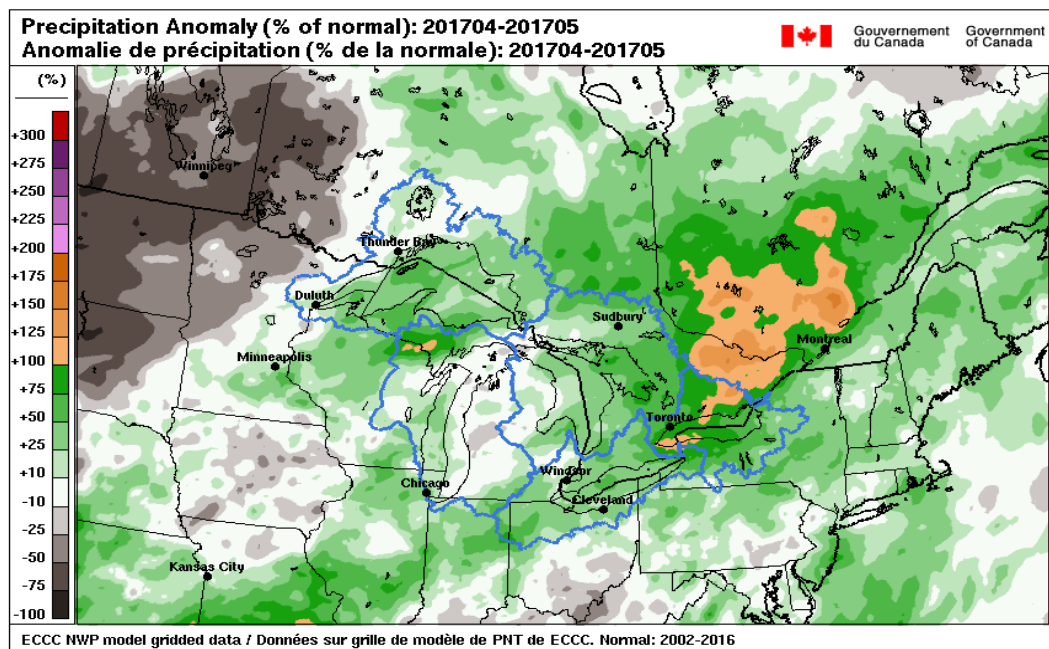 Precipitation Anomaly (% of normal): 201704-201705
Anomalie de précipitation (% de la normale): 201704-201705
Gouvernement du Canada
Government of Canada
(%)
+300
+275
+250
+225
+200
+175
+150
+125
+100
+75
+50
+25
+10
-10
-25
-50
-75
-100
Winnipeg
Thunder Bay
Duluth
Sudbury
Minneapolis
Montreal
Toronto
Windsor
Chicago
Cleveland
Kansas City
ECCC NWP model gridded data / Données sur grille de modèle de PNT de ECCC. Normal: 2002-2016